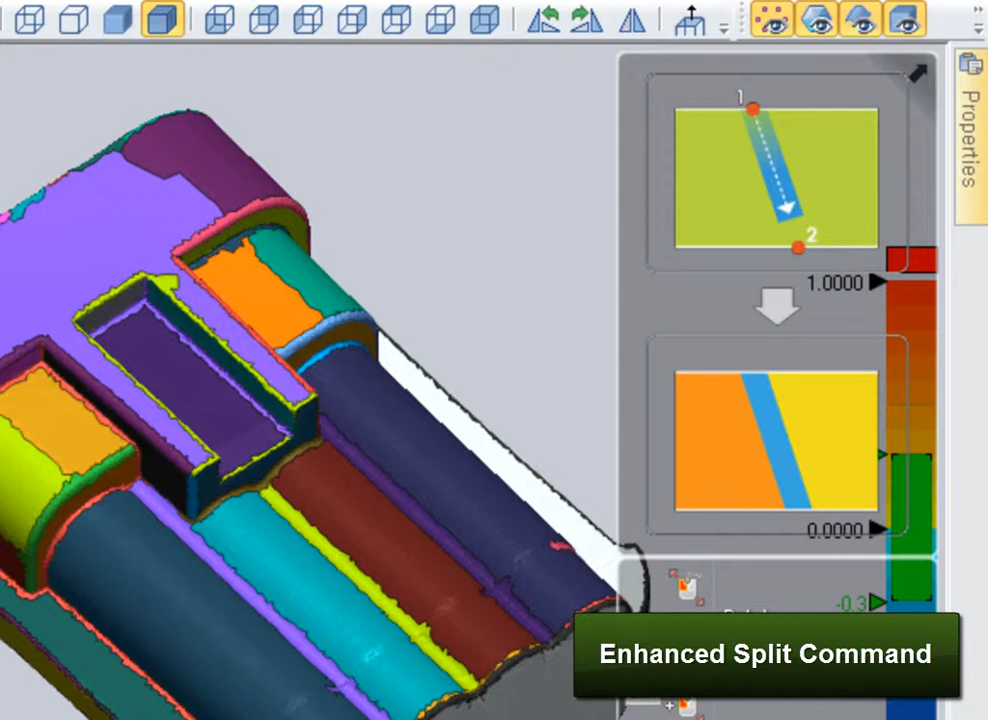 1
Properties
2
1.0000
0.0000
-0.3
Enhanced Split Command